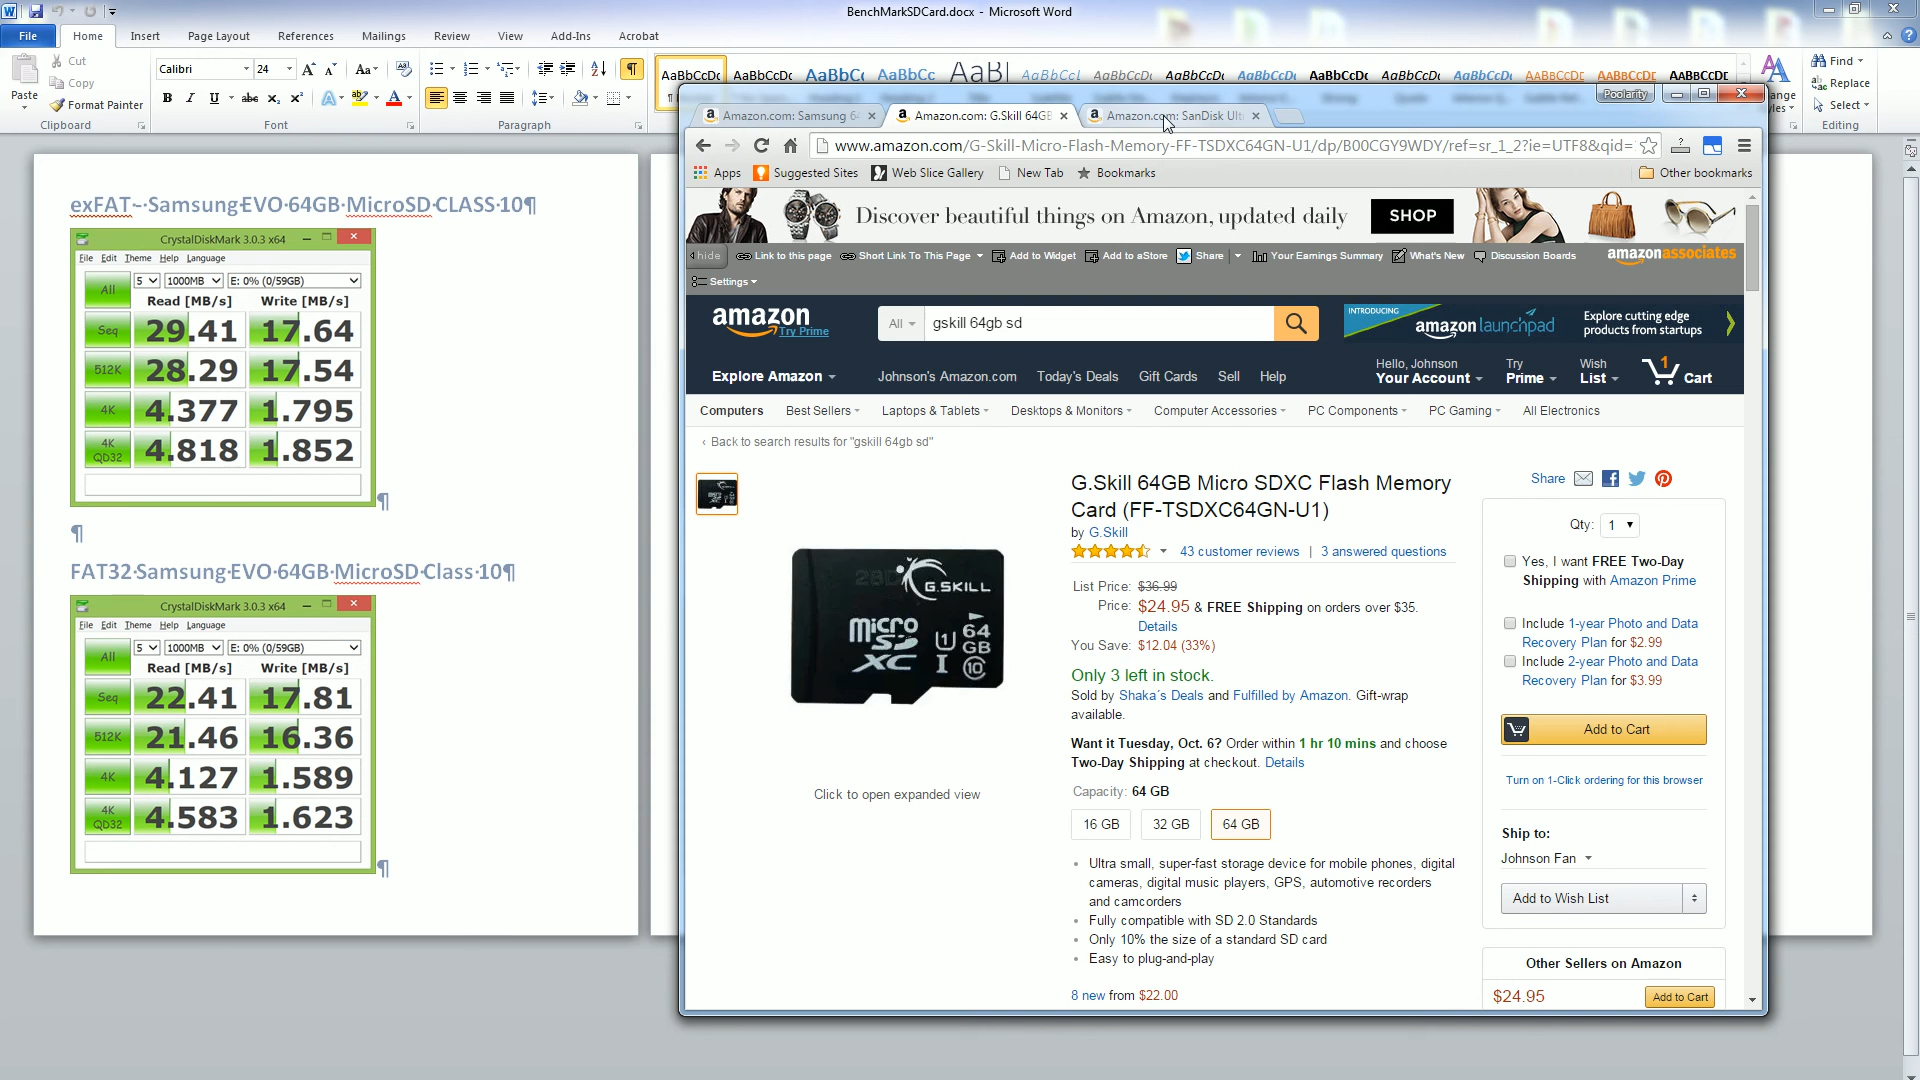 BenchMarkSDCard.docx - Microsoft Word
File Home Insert Page Layout References Mailings Review View Add-Ins Acrobat
Paste
Cut
Copy
Format Painter
Clipboard
Calibri 24
Font
AaBbCcDc AaBbCcDc AaBbCc AaBbCc AaB AaBbCcL AaBbCcDc AaBbCcDc AaBbCcDc AaBbCcDc AaBbCcDc AaBbCcDc AABBCCDC AABBCCDC AABBCCDC
Find
Replace
Select
Editing
exFAT-·Samsung·EVO·64GB·MicroSD·CLASS·10¶
CrystalDiskMark 3.0.3 x64
File Edit Theme Help Language
All 5 1000MB E: 0% (0/59GB)
Read [MB/s] Write [MB/s]
Seq 29.41 17.64
512K 28.29 17.54
4K 4.377 1.795
4K QD32 4.818 1.852
¶
¶
FAT32·Samsung·EVO·64GB·MicroSD·Class·10¶
CrystalDiskMark 3.0.3 x64
File Edit Theme Help Language
All 5 1000MB E: 0% (0/59GB)
Read [MB/s] Write [MB/s]
Seq 22.41 17.81
512K 21.46 16.36
4K 4.127 1.589
4K QD32 4.583 1.623
¶
Poolarity
Amazon.com: Samsung 64 Amazon.com: G.Skill 64GB Amazon.com: SanDisk Ult
www.amazon.com/G-Skill-Micro-Flash-Memory-FF-TSDXC64GN-U1/dp/B00CGY9WDY/ref=sr_1_2?ie=UTF8&qid=
Apps Suggested Sites Web Slice Gallery New Tab Bookmarks Other bookmarks
Discover beautiful things on Amazon, updated daily SHOP
hide Link to this page Short Link To This Page Add to Widget Add to aStore Share Your Earnings Summary What's New Discussion Boards amazonassociates
Settings
amazon Try Prime
All gskill 64gb sd
INTRODUCING amazon launchpad Explore cutting edge products from startups
Explore Amazon Johnson's Amazon.com Today's Deals Gift Cards Sell Help
Hello, Johnson Your Account
Try Prime
Wish List
1 Cart
Computers Best Sellers Laptops & Tablets Desktops & Monitors Computer Accessories PC Components PC Gaming All Electronics
‹ Back to search results for "gskill 64gb sd"
G.SKILL
micro SD XC
64 GB
U1 I 10
Click to open expanded view
G.Skill 64GB Micro SDXC Flash Memory
Card (FF-TSDXC64GN-U1)
by G.Skill
43 customer reviews | 3 answered questions
List Price: $36.99
Price: $24.95 & FREE Shipping on orders over $35.
Details
You Save: $12.04 (33%)
Only 3 left in stock.
Sold by Shaka´s Deals and Fulfilled by Amazon. Gift-wrap
available.
Want it Tuesday, Oct. 6? Order within 1 hr 10 mins and choose
Two-Day Shipping at checkout. Details
Capacity: 64 GB
16 GB 32 GB 64 GB
• Ultra small, super-fast storage device for mobile phones, digital
cameras, digital music players, GPS, automotive recorders
and camcorders
• Fully compatible with SD 2.0 Standards
• Only 10% the size of a standard SD card
• Easy to plug-and-play
8 new from $22.00
Share
Qty: 1
Yes, I want FREE Two-Day
Shipping with Amazon Prime
Include 1-year Photo and Data
Recovery Plan for $2.99
Include 2-year Photo and Data
Recovery Plan for $3.99
Add to Cart
Turn on 1-Click ordering for this browser
Ship to:
Johnson Fan
Add to Wish List
Other Sellers on Amazon
$24.95 Add to Cart